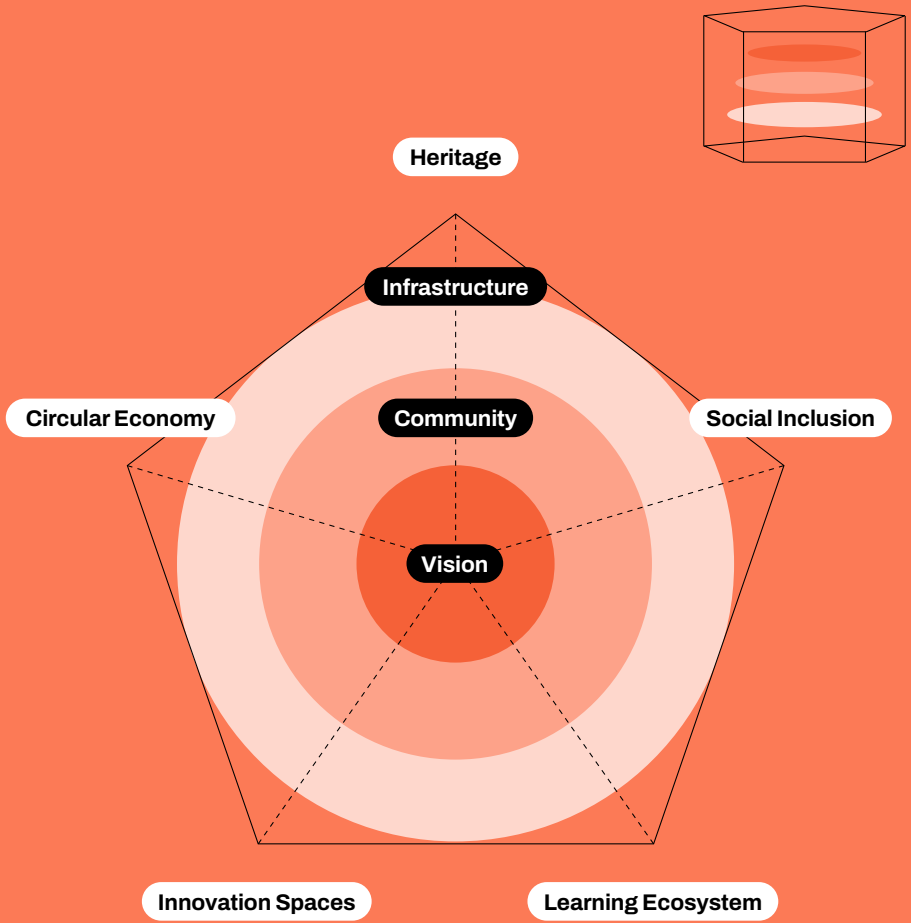 Heritage
Infrastructure
Circular Economy
Community
Social Inclusion
Vision
Innovation Spaces
Learning Ecosystem